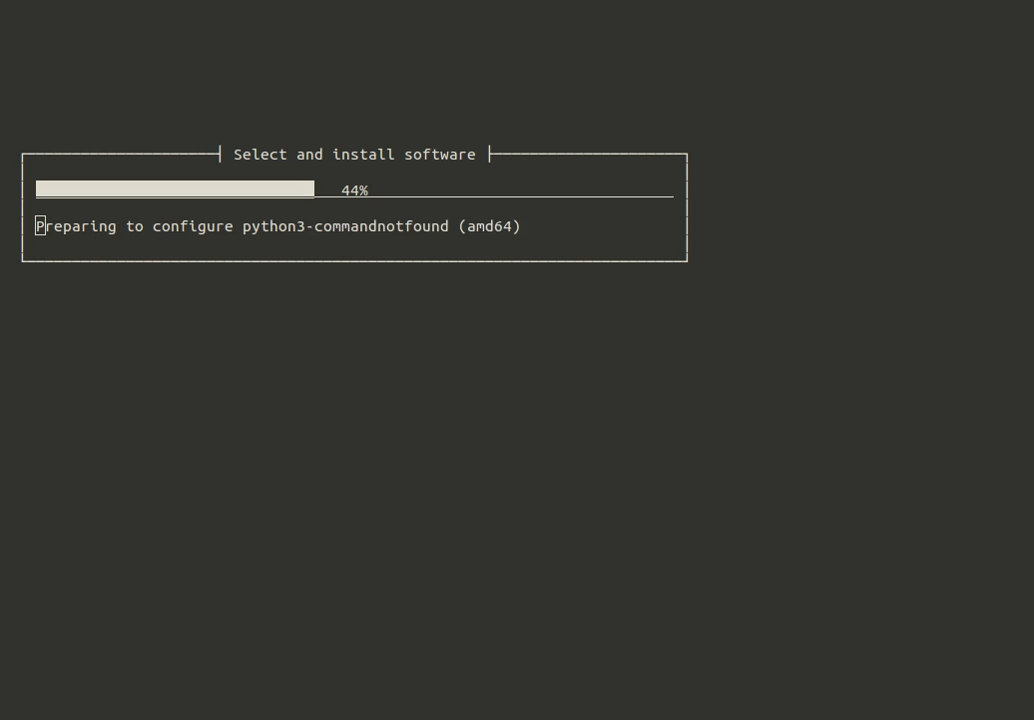 Select and install software
44%
Preparing to configure python3-commandnotfound (amd64)